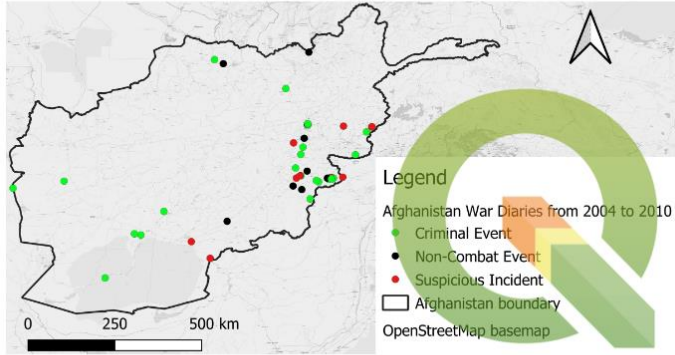 Legend
Afghanistan War Diaries from 2004 to 2010
Criminal Event
Non-Combat Event
Suspicious Incident
Afghanistan boundary
OpenStreetMap basemap
0 250 500 km